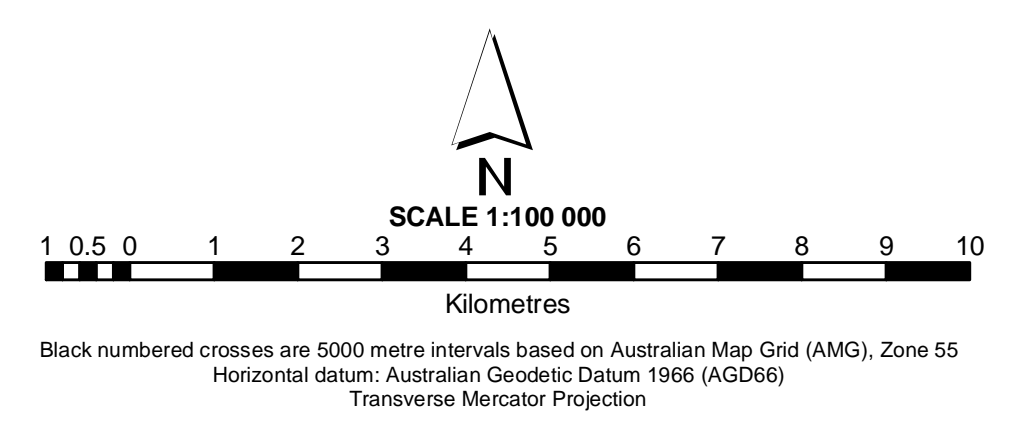 N
SCALE 1:100 000
1 0.5 0 1 2 3 4 5 6 7 8 9 10
Kilometres
Black numbered crosses are 5000 metre intervals based on Australian Map Grid (AMG), Zone 55
Horizontal datum: Australian Geodetic Datum 1966 (AGD66)
Transverse Mercator Projection